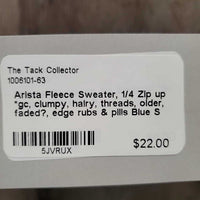 The Tack Collector
1006101-63
Arista Fleece Sweater, 1/4 Zip up
*gc, clumpy, hairy, threads, older,
faded?, edge rubs & pills Blue S
$22.00
5JVRUX